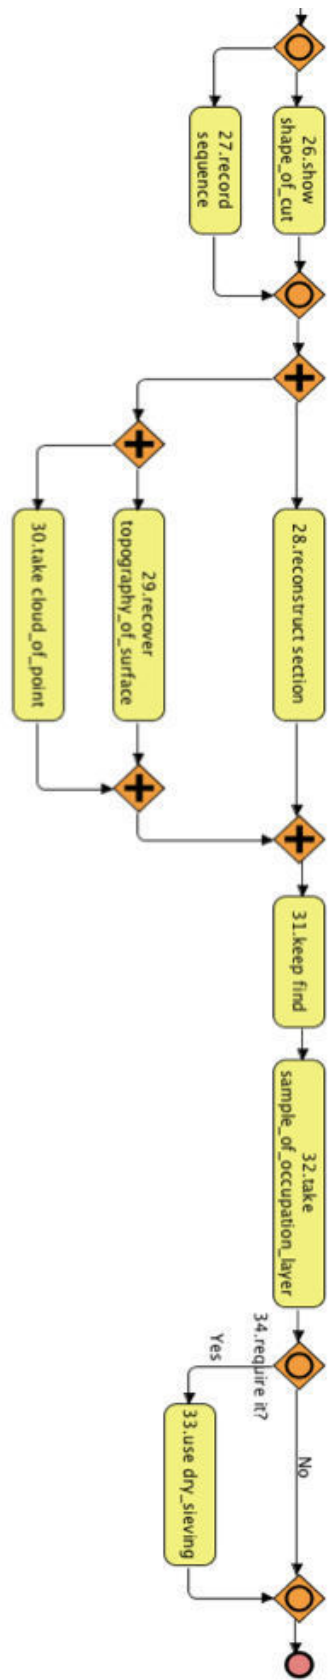 26.show
shape_of_cut
27.record
sequence
28.reconstruct section
29.recover
topography_of_surface
30.take cloud_of_point
31.keep find
32.take
sample_of_occupation_layer
34.require it?
Yes
No
33.use dry_sieving